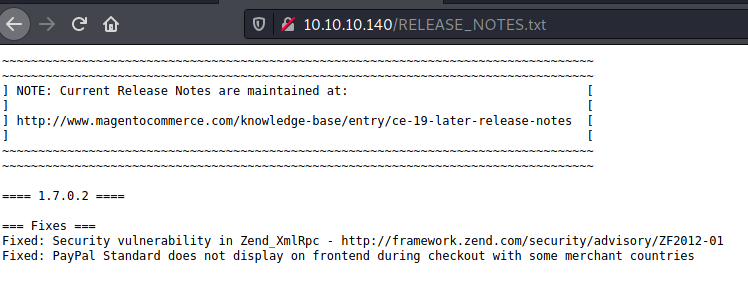 10.10.10.140/RELEASE_NOTES.txt
~~~~~~~~~~~~~~~~~~~~~~~~~~~~~~~~~~~~~~~~~~~~~~~~~~~~~~~~~~~~~~~~~~~~~~~~~~~~~~~~~~
~~~~~~~~~~~~~~~~~~~~~~~~~~~~~~~~~~~~~~~~~~~~~~~~~~~~~~~~~~~~~~~~~~~~~~~~~~~~~~~~~~
] NOTE: Current Release Notes are maintained at:                                 [
]                                                                                [
] http://www.magentocommerce.com/knowledge-base/entry/ce-19-later-release-notes  [
]                                                                                [
~~~~~~~~~~~~~~~~~~~~~~~~~~~~~~~~~~~~~~~~~~~~~~~~~~~~~~~~~~~~~~~~~~~~~~~~~~~~~~~~~~
~~~~~~~~~~~~~~~~~~~~~~~~~~~~~~~~~~~~~~~~~~~~~~~~~~~~~~~~~~~~~~~~~~~~~~~~~~~~~~~~~~
==== 1.7.0.2 ====
=== Fixes ===
Fixed: Security vulnerability in Zend_XmlRpc - http://framework.zend.com/security/advisory/ZF2012-01
Fixed: PayPal Standard does not display on frontend during checkout with some merchant countries